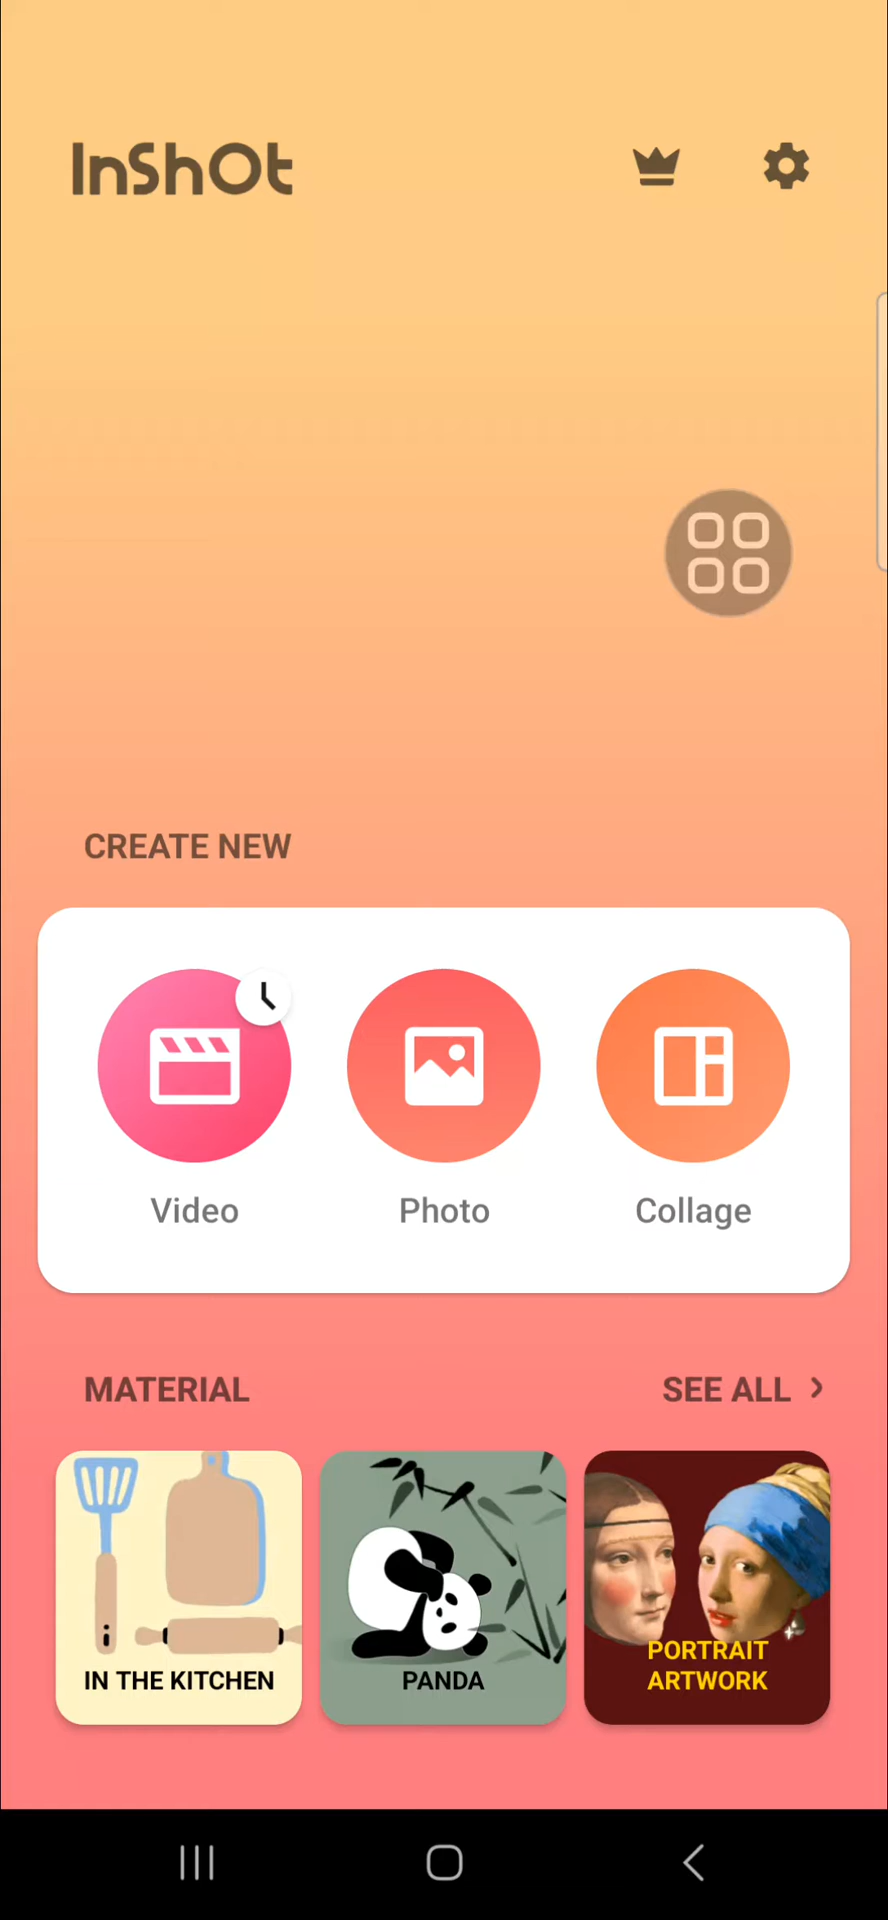 InShOt
CREATE NEW
Video
Photo
Collage
MATERIAL
SEE ALL
IN THE KITCHEN
PANDA
PORTRAIT
ARTWORK